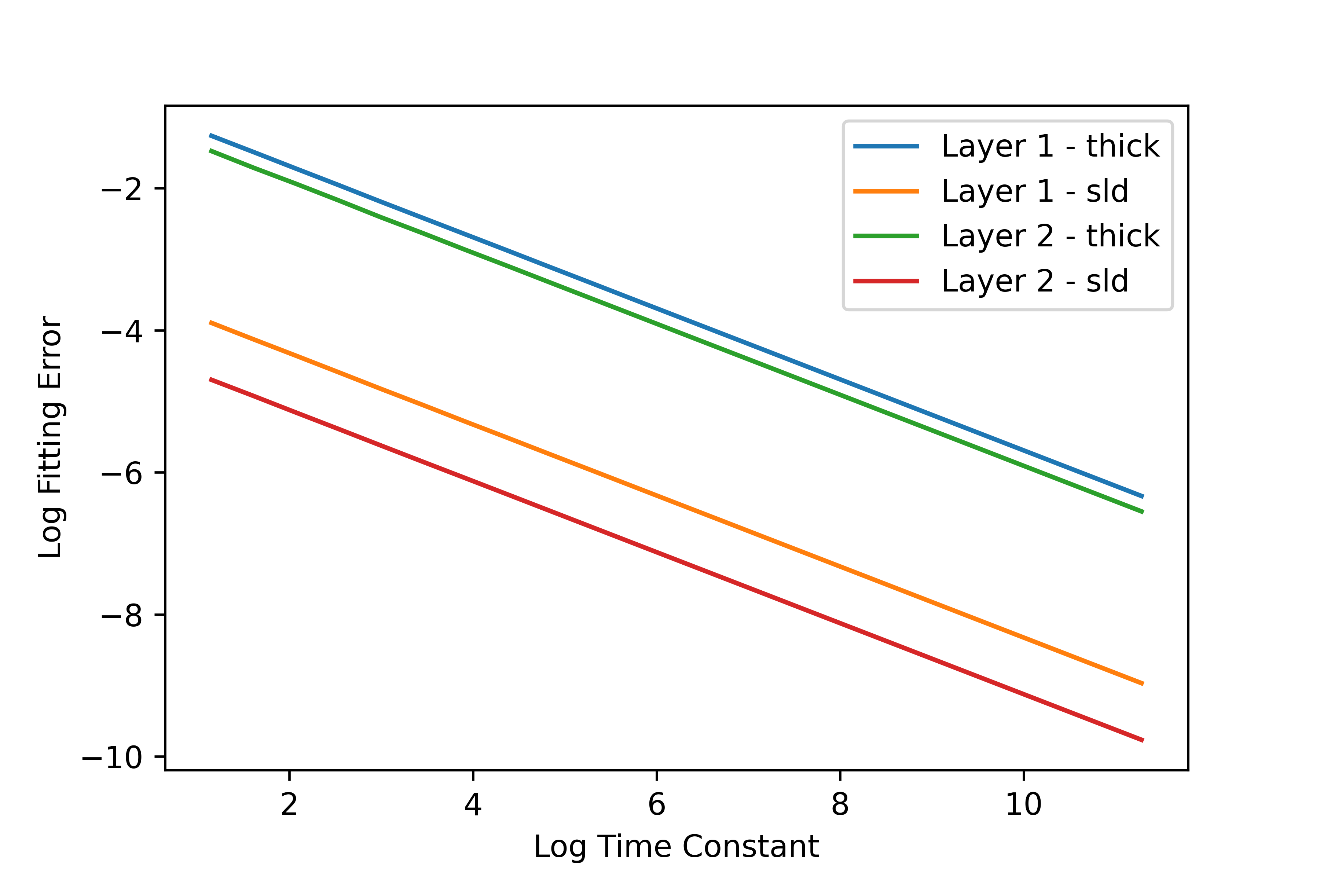 Layer 1 - thick
Layer 1 - sld
Layer 2 - thick
Layer 2 - sld
−2
−4
−6
−8
−10
Log Fitting Error
2 4 6 8 10
Log Time Constant